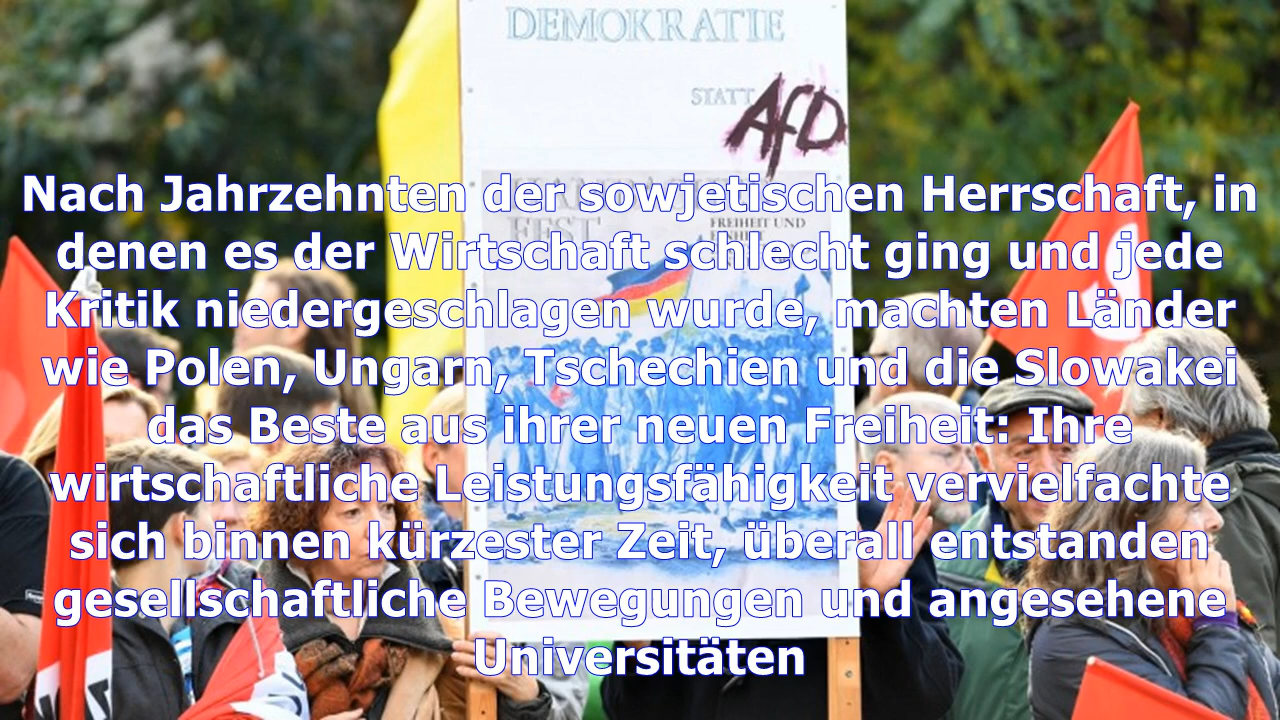 DEMOKRATIE
STATT AfD
FREIHEIT UND
Nach Jahrzehnten der sowjetischen Herrschaft, in
denen es der Wirtschaft schlecht ging und jede
Kritik niedergeschlagen wurde, machten Länder
wie Polen, Ungarn, Tschechien und die Slowakei
das Beste aus ihrer neuen Freiheit: Ihre
wirtschaftliche Leistungsfähigkeit vervielfachte
sich binnen kürzester Zeit, überall entstanden
gesellschaftliche Bewegungen und angesehene
Universitäten